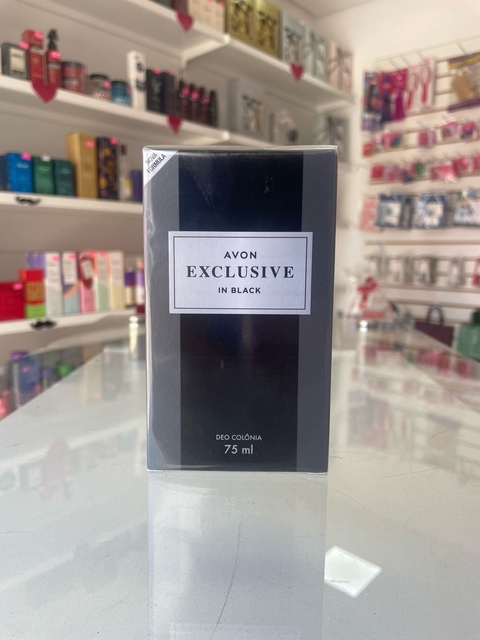 NOVA
FÓRMULA
AVON
EXCLUSIVE
IN BLACK
DEO COLÔNIA
75 ml